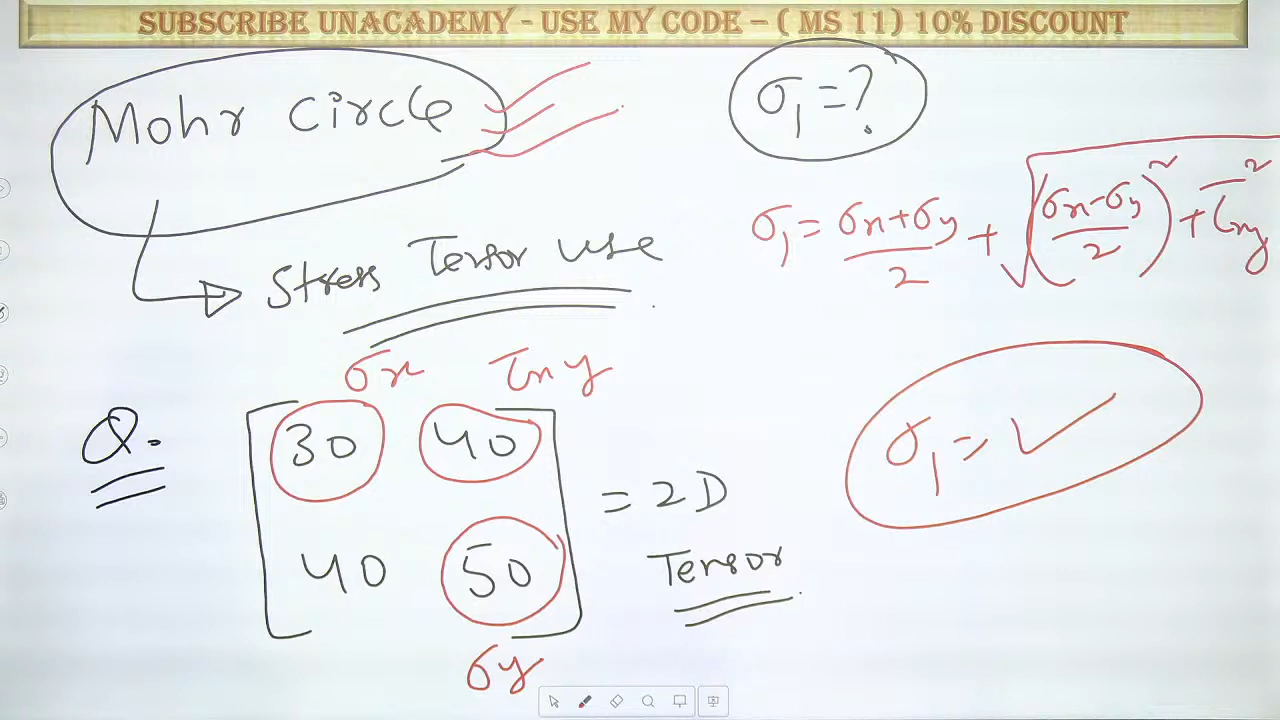 SUBSCRIBE UNACADEMY - USE MY CODE – ( MS 11) 10% DISCOUNT
Mohr circle
σ₁ = ?
σ₁ = σx+σy/2 + √((σx-σy/2)² + τxy²)
Stress Tensor use
σx τxy
Q.
30 40
40 50
= 2D
Tensor
σy
σ₁ = ✓